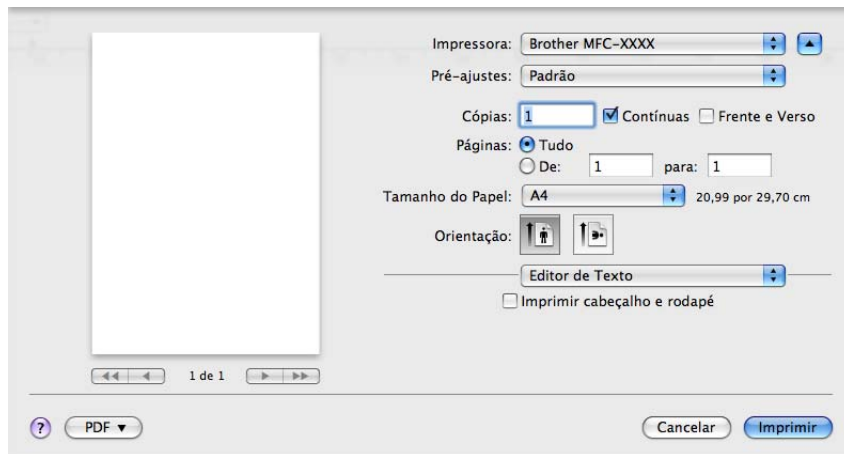 Impressora: Brother MFC-XXXX
Pré-ajustes: Padrão
Cópias: 1 Contínuas Frente e Verso
Páginas: Tudo
De: 1 para: 1
Tamanho do Papel: A4 20,99 por 29,70 cm
Orientação:
Editor de Texto
Imprimir cabeçalho e rodapé
1 de 1
? PDF Cancelar Imprimir